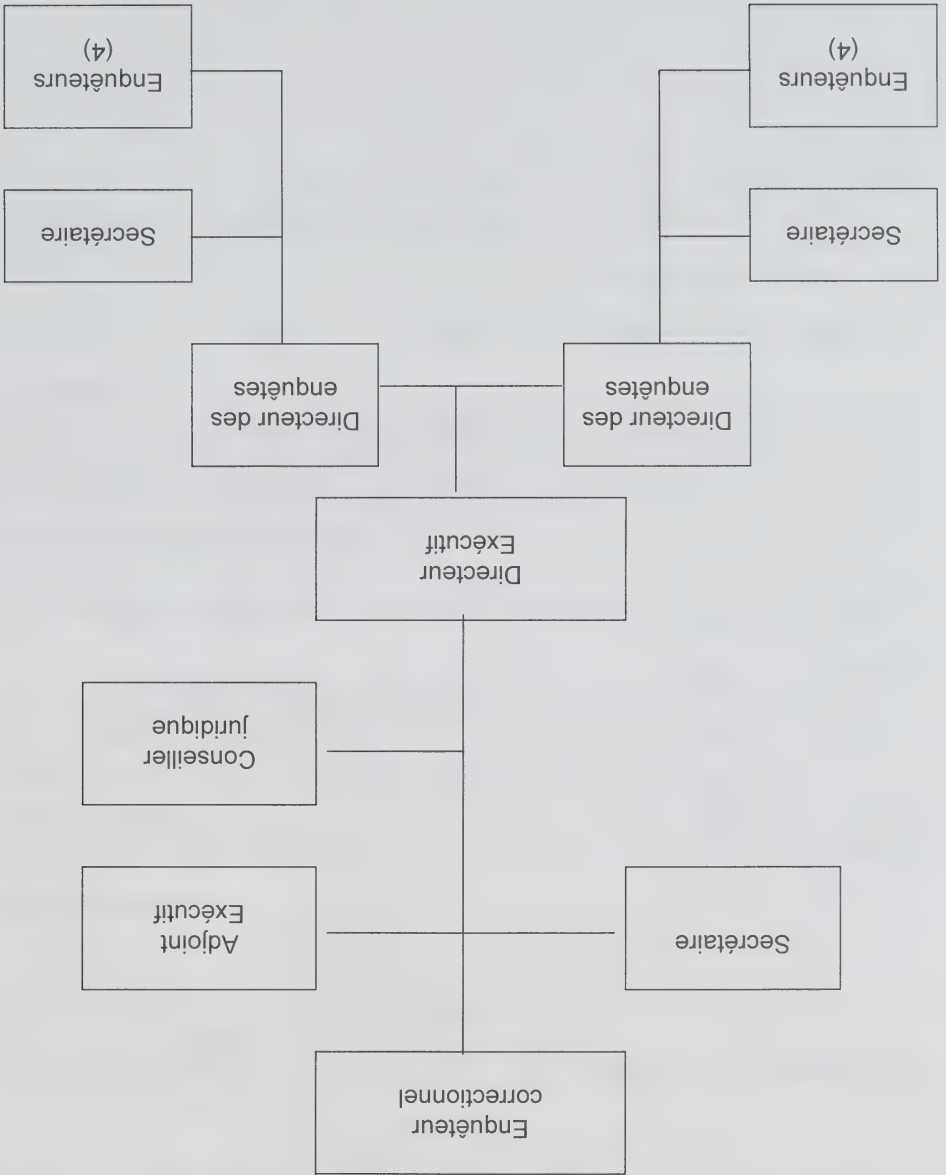 Enquêteur
correctionnel
Secrétaire
Adjoint
Exécutif
Conseiller
juridique
Directeur
Exécutif
Directeur des
enquêtes
Directeur des
enquêtes
Secrétaire
Secrétaire
Enquêteurs
(4)
Enquêteurs
(4)